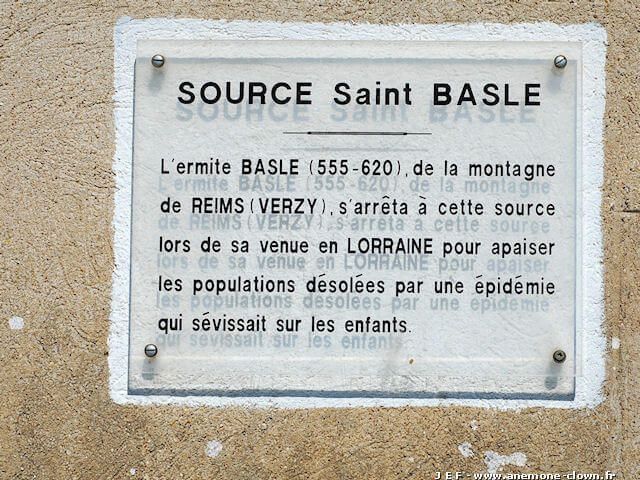 SOURCE Saint BASLE
L'ermite BASLE (555-620), de la montagne
de REIMS (VERZY), s'arrêta à cette source
lors de sa venue en LORRAINE pour apaiser
les populations désolées par une épidémie
qui sévissait sur les enfants.
J E F - www.anemone-clown.fr